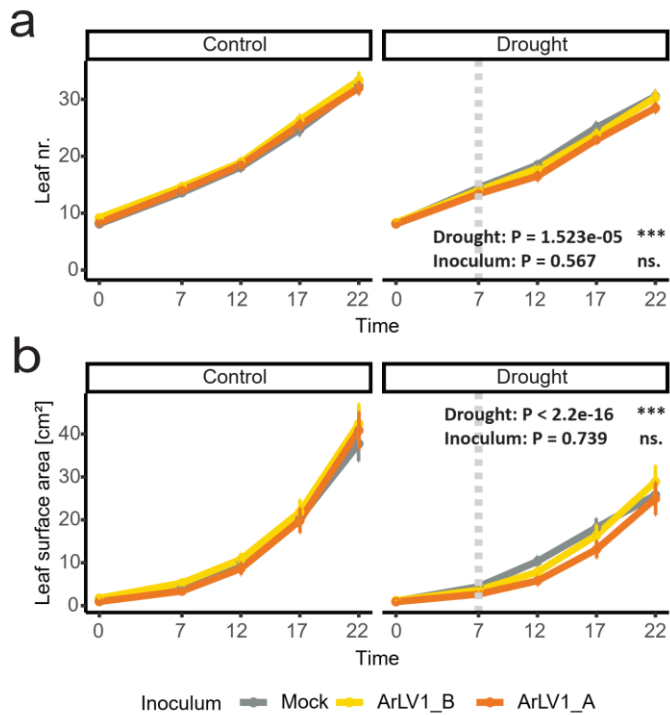 a
Control Drought
Leaf nr.
30
20
10
0
Drought: P = 1.523e-05 ***
Inoculum: P = 0.567 ns.
0 7 12 17 22 0 7 12 17 22
Time Time
b
Control Drought
Leaf surface area [cm²]
40
30
20
10
0
Drought: P < 2.2e-16 ***
Inoculum: P = 0.739 ns.
0 7 12 17 22 0 7 12 17 22
Time Time
Inoculum Mock ArLV1_B ArLV1_A